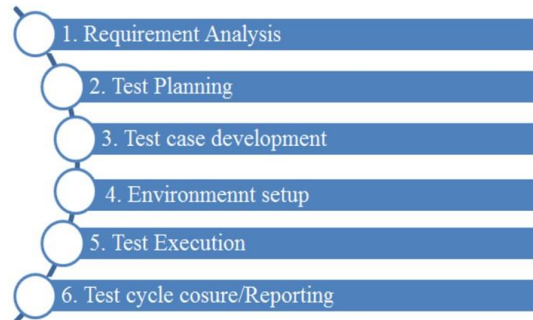 1. Requirement Analysis
2. Test Planning
3. Test case development
4. Environmennt setup
5. Test Execution
6. Test cycle cosure/Reporting